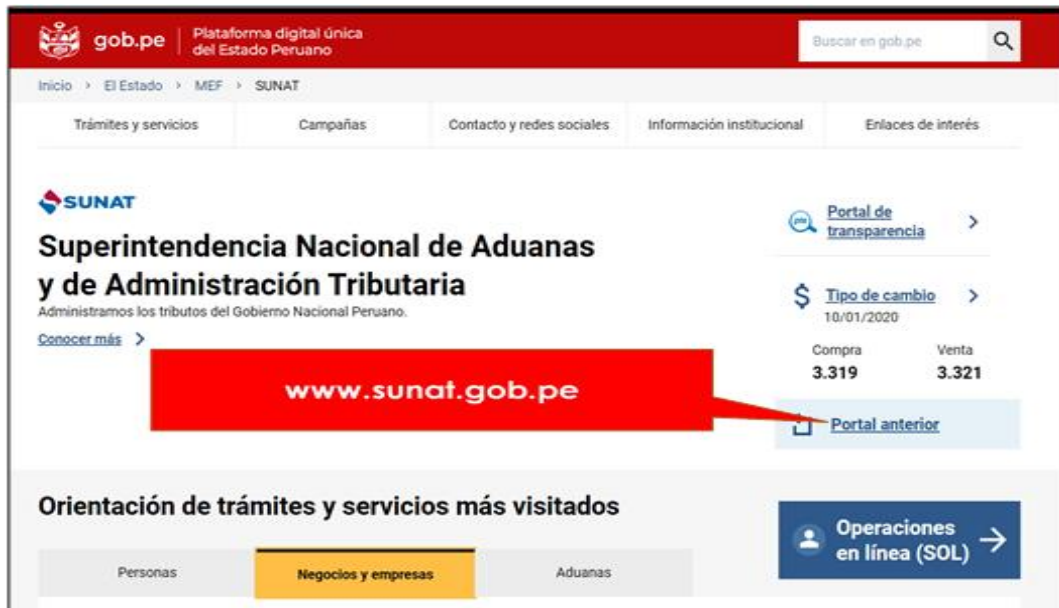 gob.pe
Plataforma digital única
del Estado Peruano
Buscar en gob.pe
Inicio > El Estado > MEF > SUNAT
Trámites y servicios
Campañas
Contacto y redes sociales
Información institucional
Enlaces de interés
SUNAT
Superintendencia Nacional de Aduanas
y de Administración Tributaria
Administramos los tributos del Gobierno Nacional Peruano.
Conocer más >
Portal de
transparencia
Tipo de cambio
10/01/2020
Compra Venta
3.319 3.321
www.sunat.gob.pe
Portal anterior
Orientación de trámites y servicios más visitados
Operaciones
en línea (SOL)
Personas
Negocios y empresas
Aduanas